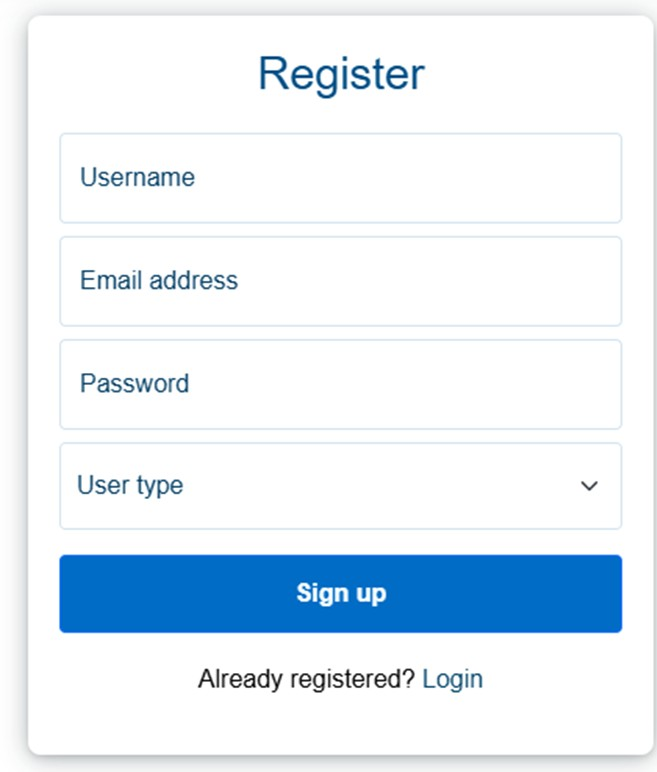 Register
Username
Email address
Password
User type
Sign up
Already registered? Login